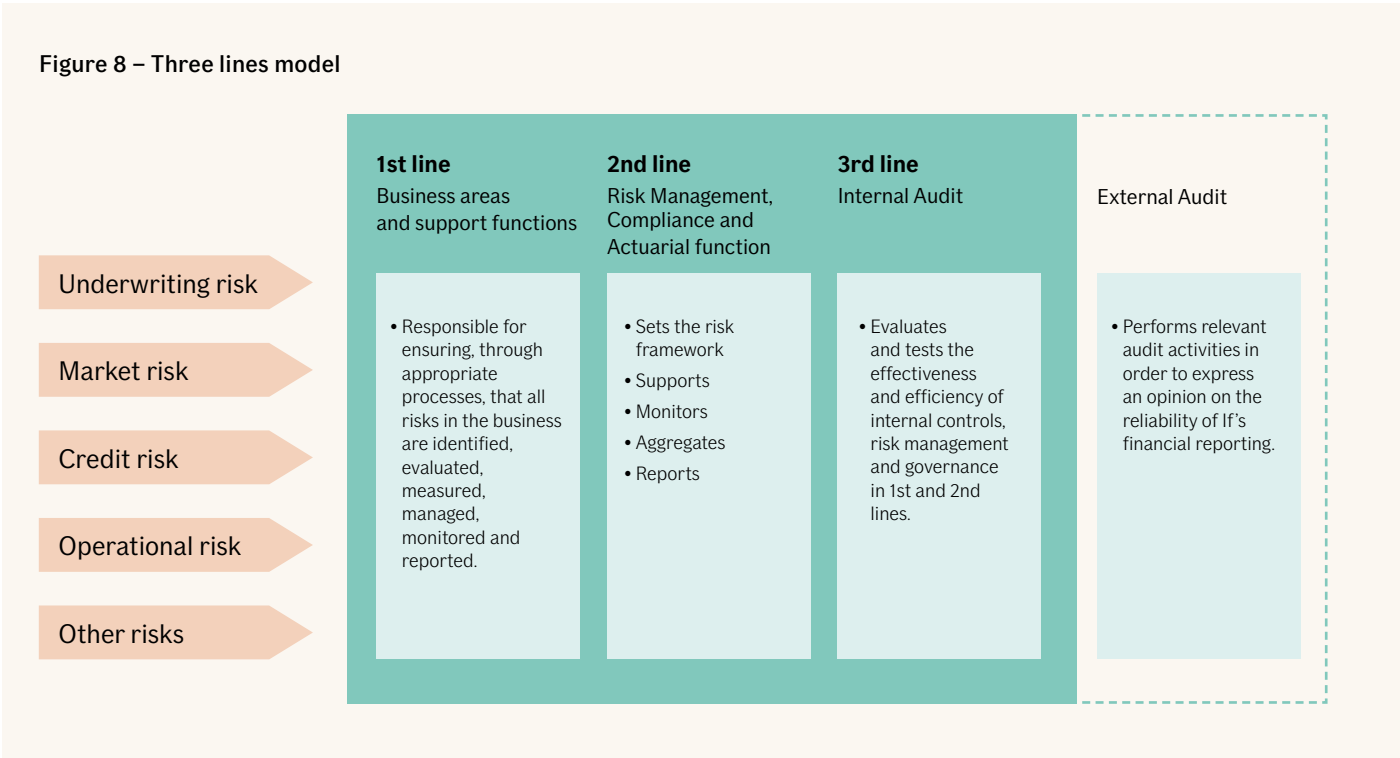 Figure 8 – Three lines model
Underwriting risk
Market risk
Credit risk
Operational risk
Other risks
1st line
Business areas
and support functions
• Responsible for
ensuring, through
appropriate
processes, that all
risks in the business
are identified,
evaluated,
measured,
managed,
monitored and
reported.
2nd line
Risk Management,
Compliance and
Actuarial function
• Sets the risk
framework
• Supports
• Monitors
• Aggregates
• Reports
3rd line
Internal Audit
• Evaluates
and tests the
effectiveness
and efficiency of
internal controls,
risk management
and governance
in 1st and 2nd
lines.
External Audit
• Performs relevant
audit activities in
order to express
an opinion on the
reliability of If’s
financial reporting.